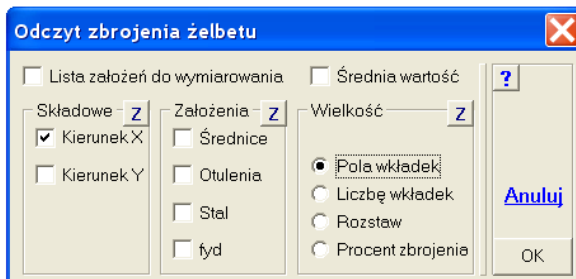 Odczyt zbrojenia żelbetu
Lista założeń do wymiarowania
Średnia wartość
?
Składowe Z
Kierunek X
Kierunek Y
Założenia Z
Średnice
Otulenia
Stal
fyd
Wielkość Z
Pola wkładek
Liczbę wkładek
Rozstaw
Procent zbrojenia
Anuluj
OK